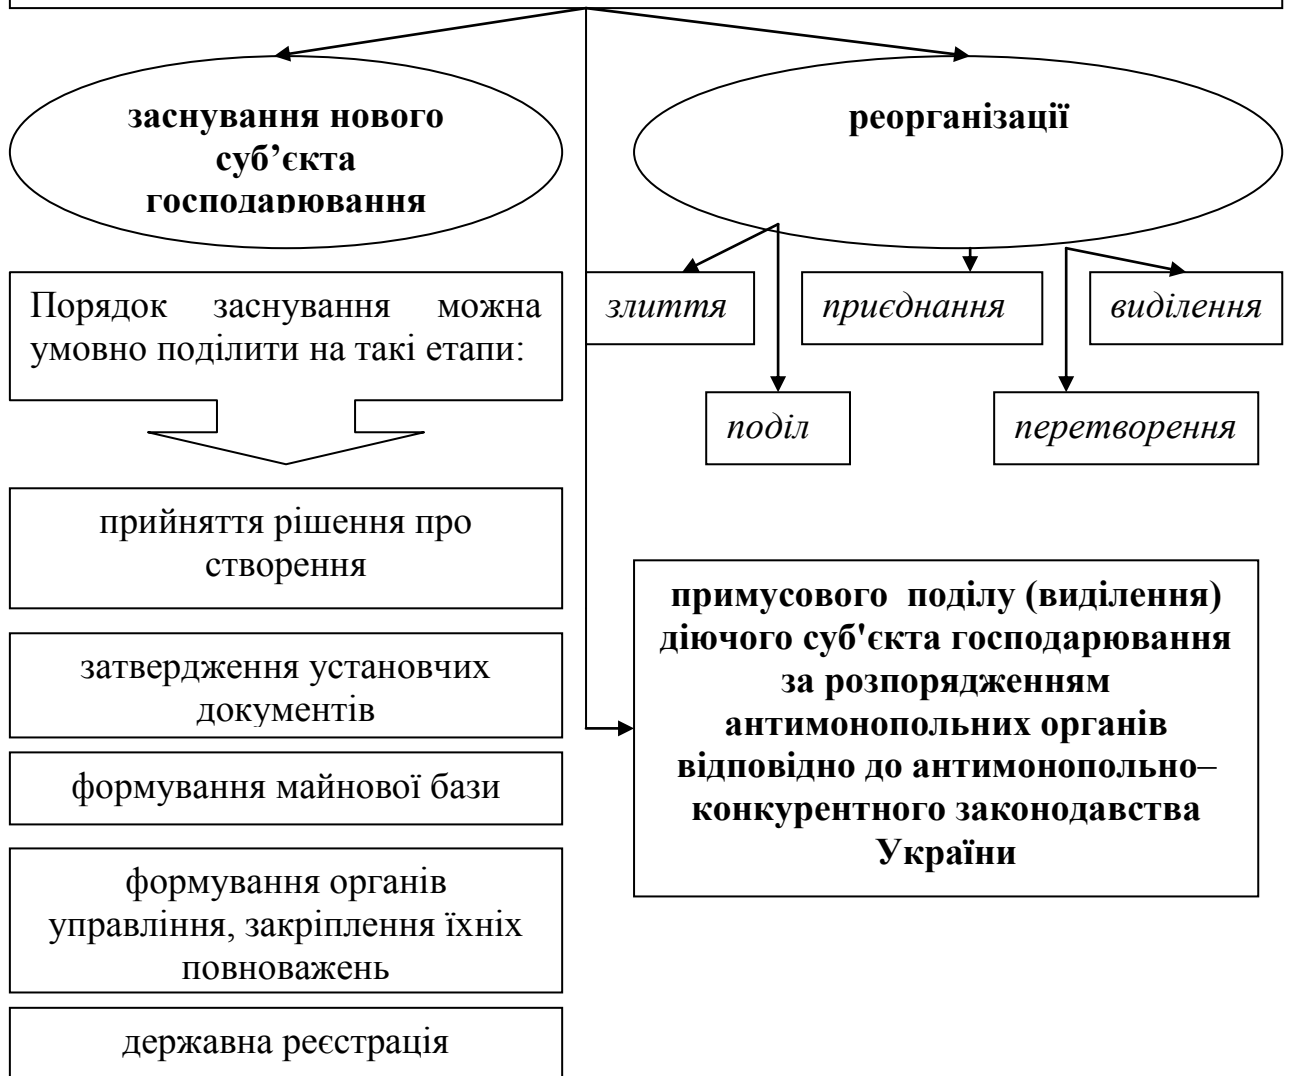 заснування нового
суб’єкта
господарювання
реорганізації
Порядок заснування можна
умовно поділити на такі етапи:
злиття
приєднання
виділення
поділ
перетворення
прийняття рішення про
створення
затвердження установчих
документів
формування майнової бази
формування органів
управління, закріплення їхніх
повноважень
державна реєстрація
примусового поділу (виділення)
діючого суб'єкта господарювання
за розпорядженням
антимонопольних органів
відповідно до антимонопольно–
конкурентного законодавства
України